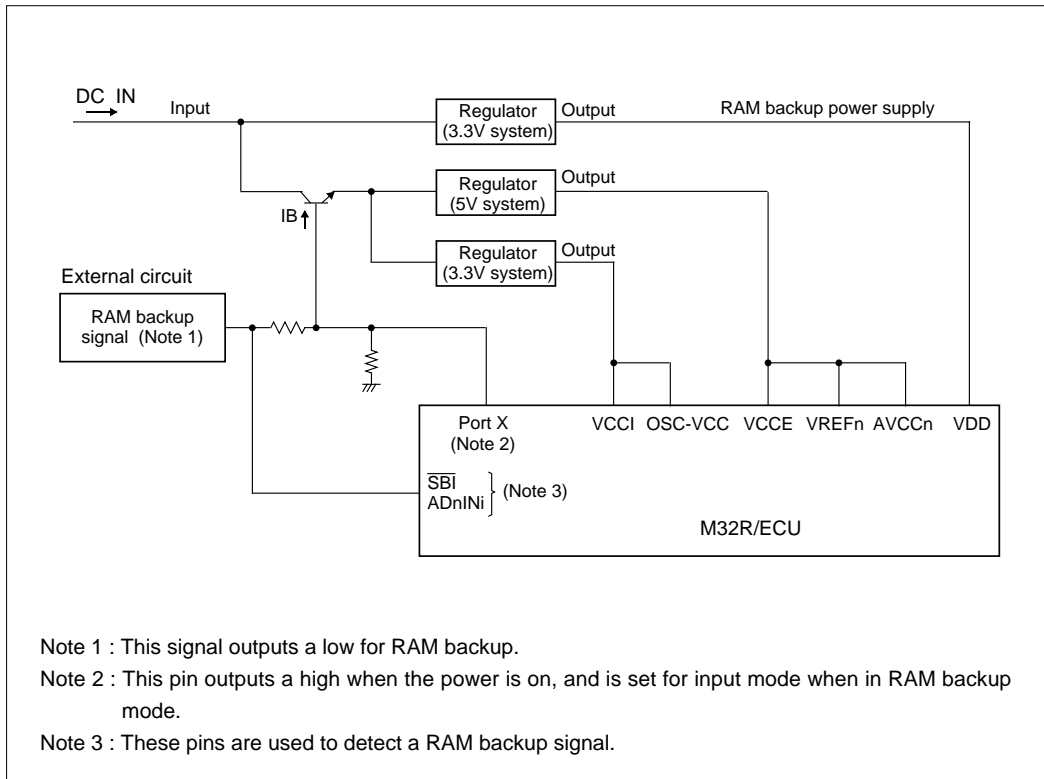 DC IN
Input
Regulator
(3.3V system)
Output
RAM backup power supply
Regulator
(5V system)
Output
IB
Regulator
(3.3V system)
Output
External circuit
RAM backup
signal (Note 1)
Port X
(Note 2)
VCCI OSC-VCC VCCE VREFn AVCCn VDD
SBI
ADnINi
(Note 3)
M32R/ECU
Note 1 : This signal outputs a low for RAM backup.
Note 2 : This pin outputs a high when the power is on, and is set for input mode when in RAM backup
mode.
Note 3 : These pins are used to detect a RAM backup signal.